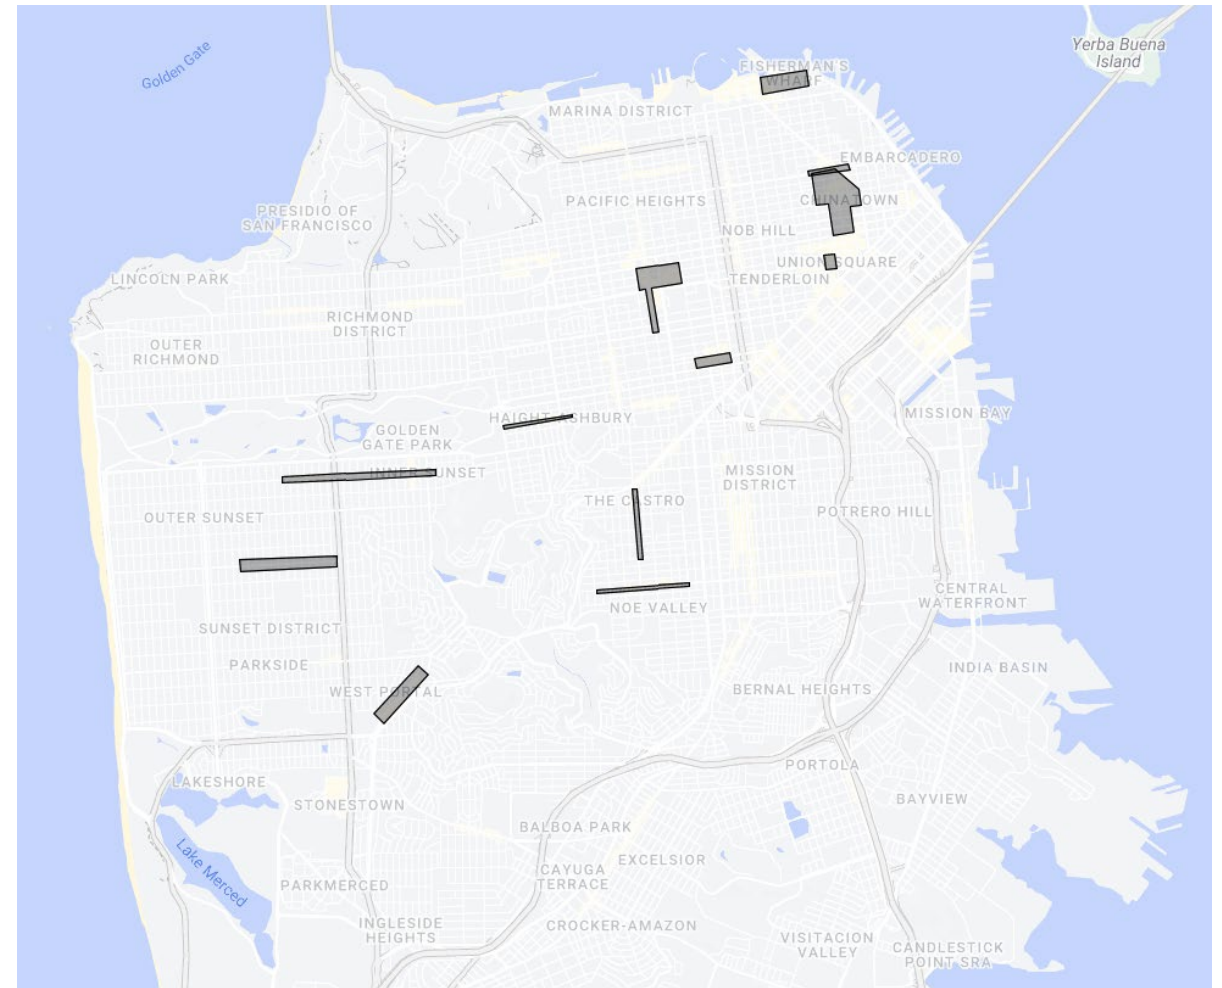 Golden Gate
Yerba Buena
Island
FISHERMAN'S
WHARF
MARINA DISTRICT
EMBARCADERO
PACIFIC HEIGHTS
CHINATOWN
PRESIDIO OF
SAN FRANCISCO
NOB HILL
UNION SQUARE
LINCOLN PARK
TENDERLOIN
RICHMOND
DISTRICT
OUTER
RICHMOND
HAIGHT-ASHBURY
MISSION BAY
GOLDEN
GATE PARK
INNER SUNSET
MISSION
DISTRICT
THE CASTRO
OUTER SUNSET
POTRERO HILL
CENTRAL
WATERFRONT
NOE VALLEY
SUNSET DISTRICT
PARKSIDE
INDIA BASIN
WEST PORTAL
BERNAL HEIGHTS
PORTOLA
LAKESHORE
STONESTOWN
BAYVIEW
BALBOA PARK
EXCELSIOR
Lake Merced
CAYUGA
TERRACE
PARKMERCED
INGLESIDE
HEIGHTS
CROCKER-AMAZON
VISITACION
VALLEY
CANDLESTICK
POINT SRA